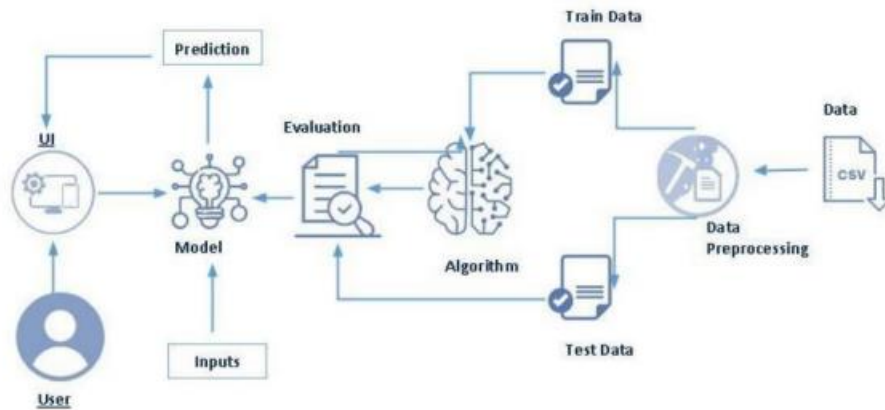 Train Data
Prediction
Data
Evaluation
UI
CSV
Model
Data
Preprocessing
Algorithm
Inputs
Test Data
User